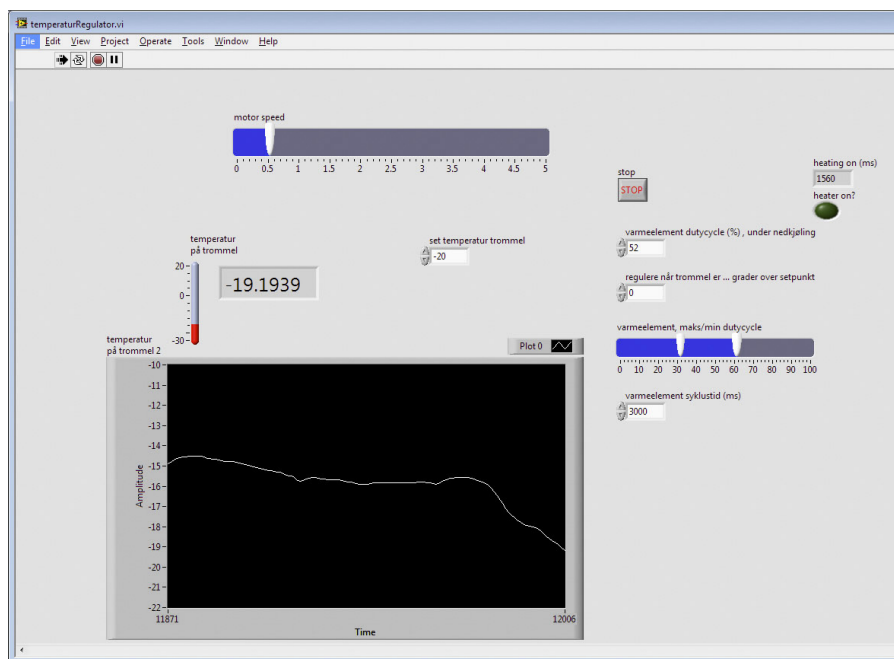 temperaturRegulator.vi
File Edit View Project Operate Tools Window Help
motor speed
0 0.5 1 1.5 2 2.5 3 3.5 4 4.5 5
stop
STOP
heating on (ms)
1560
heater on?
temperatur
på trommel
20
0
-30
-19.1939
set temperatur trommel
-20
varmeelement dutycycle (%) , under nedkjøling
52
regulere når trommel er ... grader over setpunkt
0
varmeelement, maks/min dutycycle
0 10 20 30 40 50 60 70 80 90 100
varmeelement syklustid (ms)
3000
temperatur
på trommel 2
Plot 0
-10
-11
-12
-13
-14
-15
-16
-17
-18
-19
-20
-21
-22
Amplitude
11871 12006
Time